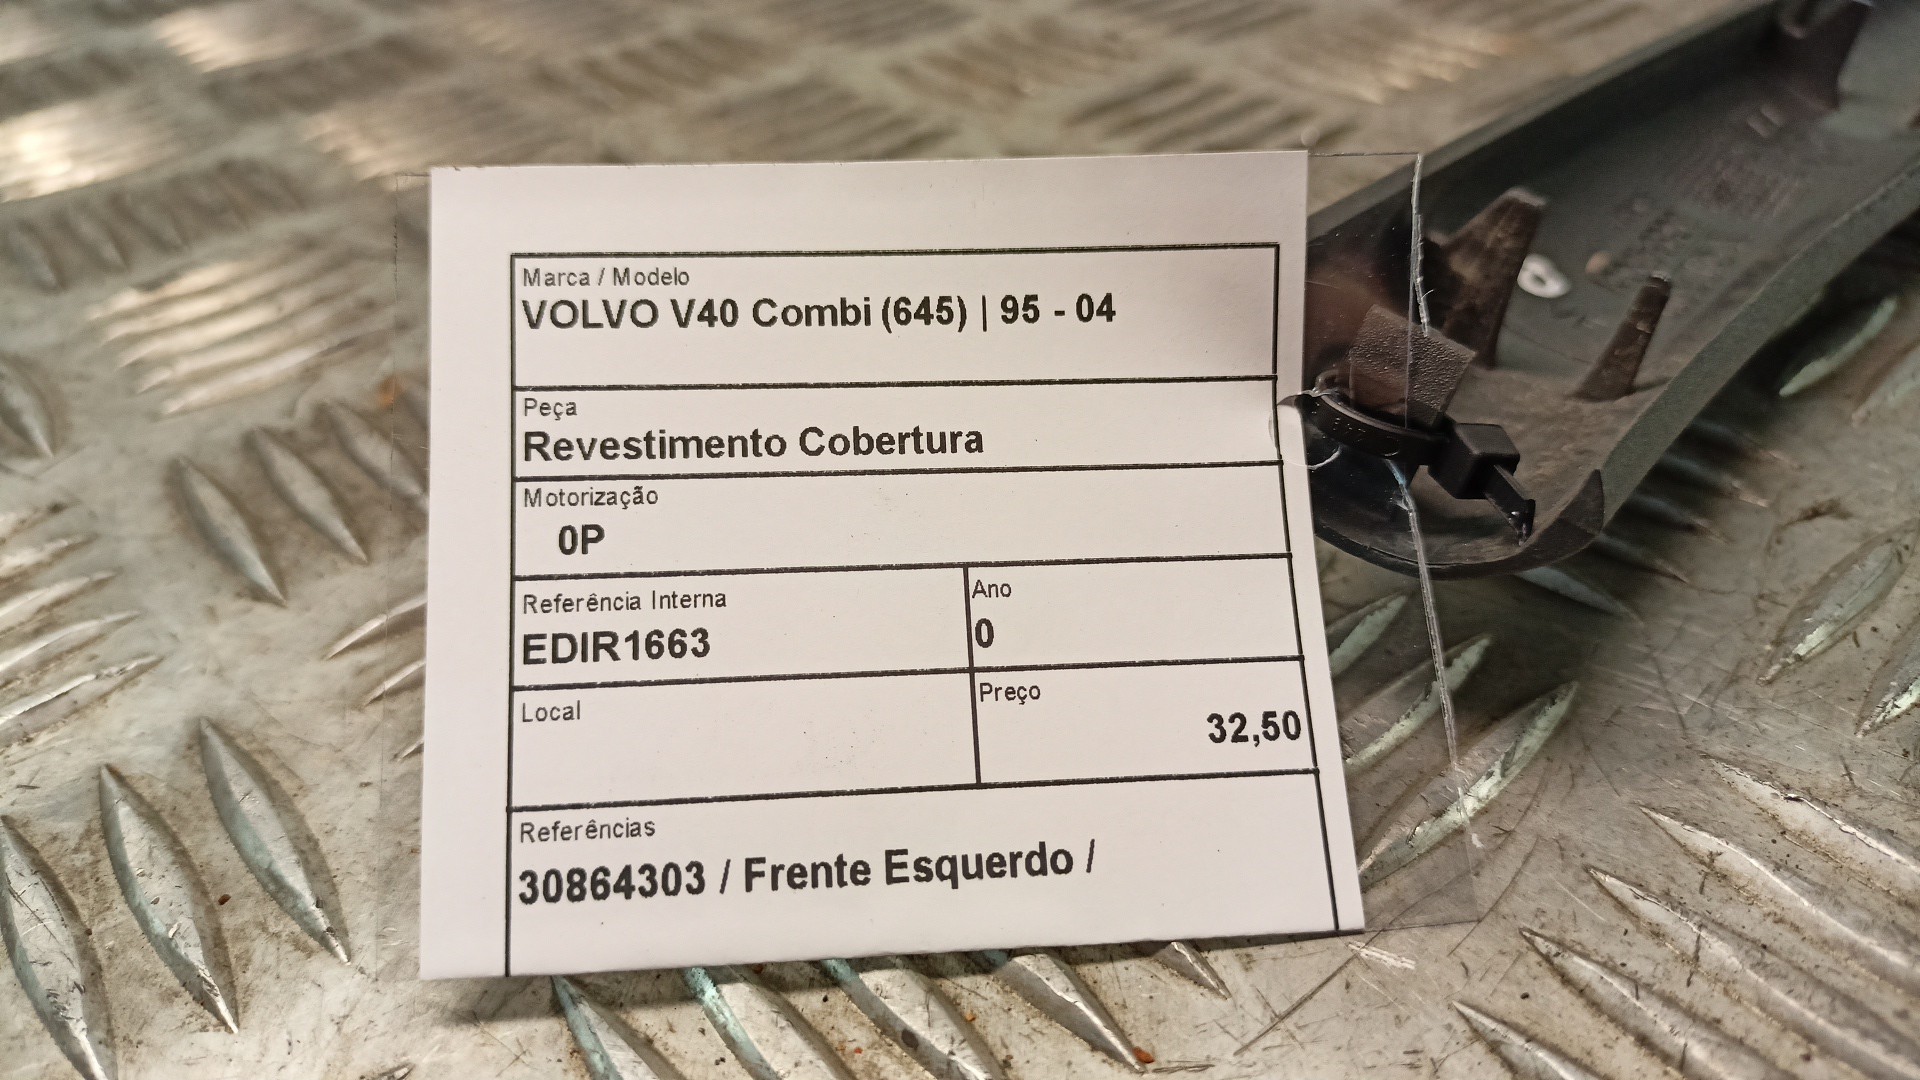 Marca / Modelo
VOLVO V40 Combi (645) | 95 - 04
Peça
Revestimento Cobertura
Motorização
0P
Referência Interna
EDIR1663
Ano
0
Local
Preço
32,50
Referências
30864303 / Frente Esquerdo /